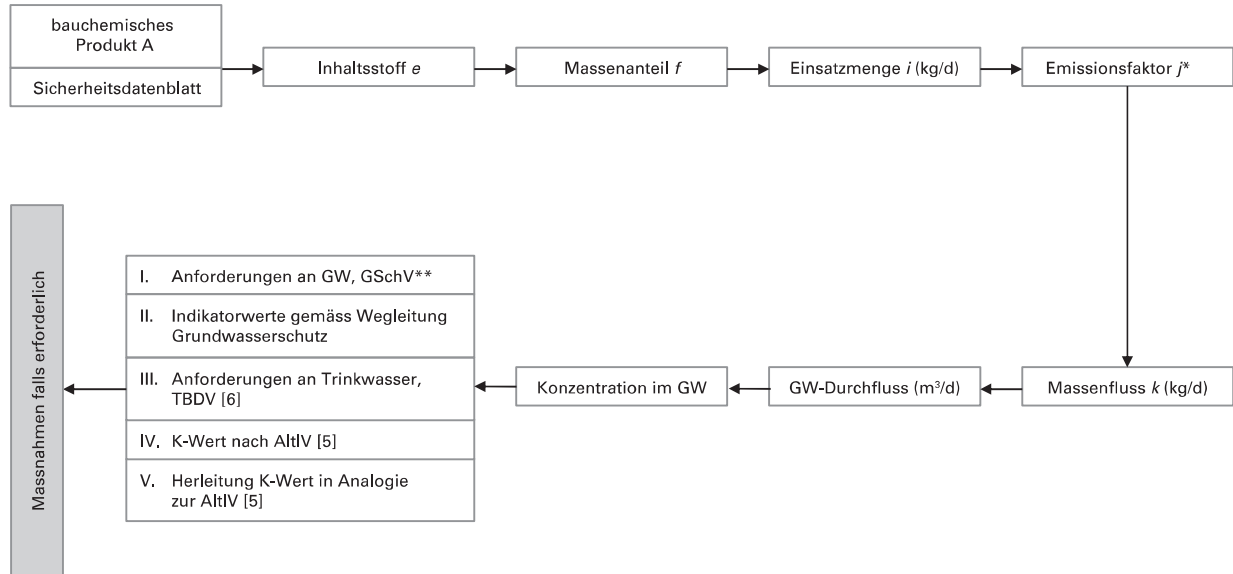 bauchemisches
Produkt A
Sicherheitsdatenblatt
Inhaltsstoff e
Massenanteil f
Einsatzmenge i (kg/d)
Emissionsfaktor j*
Massenfluss k (kg/d)
GW-Durchfluss (m³/d)
Konzentration im GW
I. Anforderungen an GW, GSchV**
II. Indikatorwerte gemäss Wegleitung
Grundwasserschutz
III. Anforderungen an Trinkwasser,
TBDV [6]
IV. K-Wert nach AltlV [5]
V. Herleitung K-Wert in Analogie
zur AltlV [5]
Massnahmen falls erforderlich